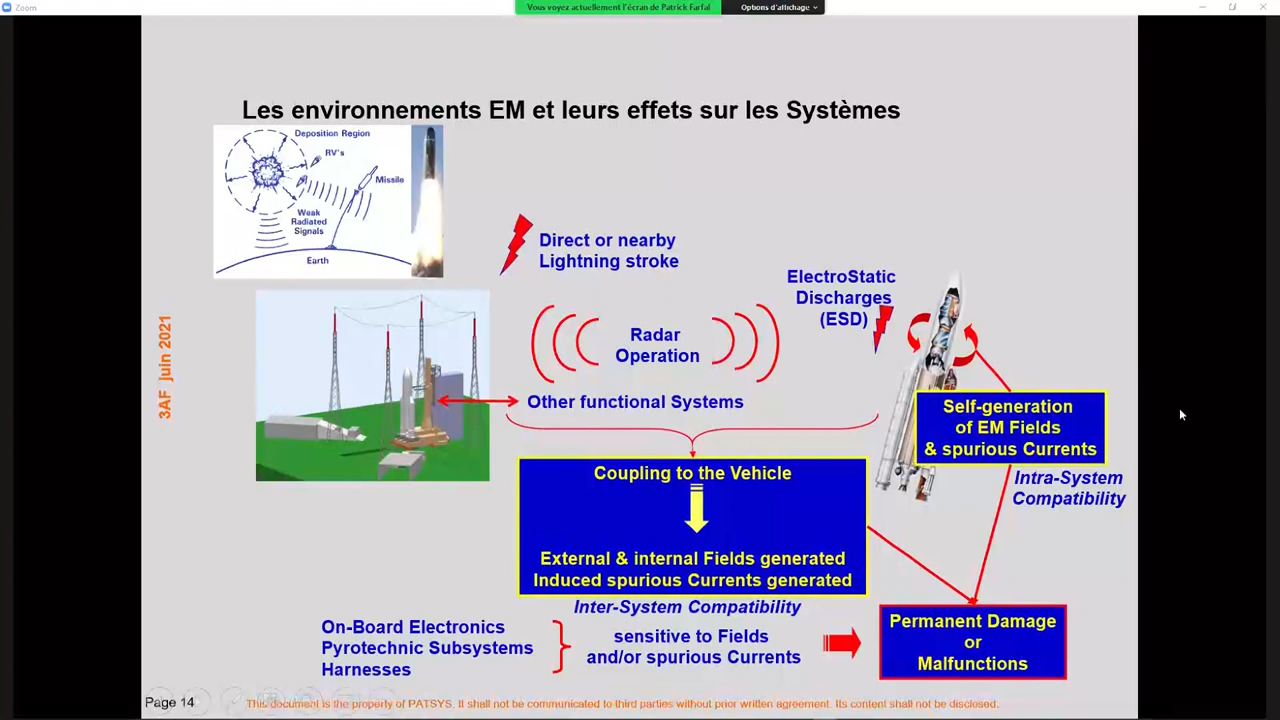 Zoom
Vous voyez actuellement l'écran de Patrick Farfal
Options d'affichage
Les environnements EM et leurs effets sur les Systèmes
Deposition Region
RV's
Missile
Weak
Radiated
Signals
Earth
Direct or nearby
Lightning stroke
ElectroStatic
Discharges
(ESD)
Radar
Operation
Other functional Systems
3AF juin 2021
Self-generation
of EM Fields
& spurious Currents
Intra-System
Compatibility
Coupling to the Vehicle
External & internal Fields generated
Induced spurious Currents generated
Inter-System Compatibility
On-Board Electronics
Pyrotechnic Subsystems
Harnesses
sensitive to Fields
and/or spurious Currents
Permanent Damage
or
Malfunctions
Page 14
This document is the property of PATSYS. It shall not be communicated to third parties without prior written agreement. Its content shall not be disclosed.